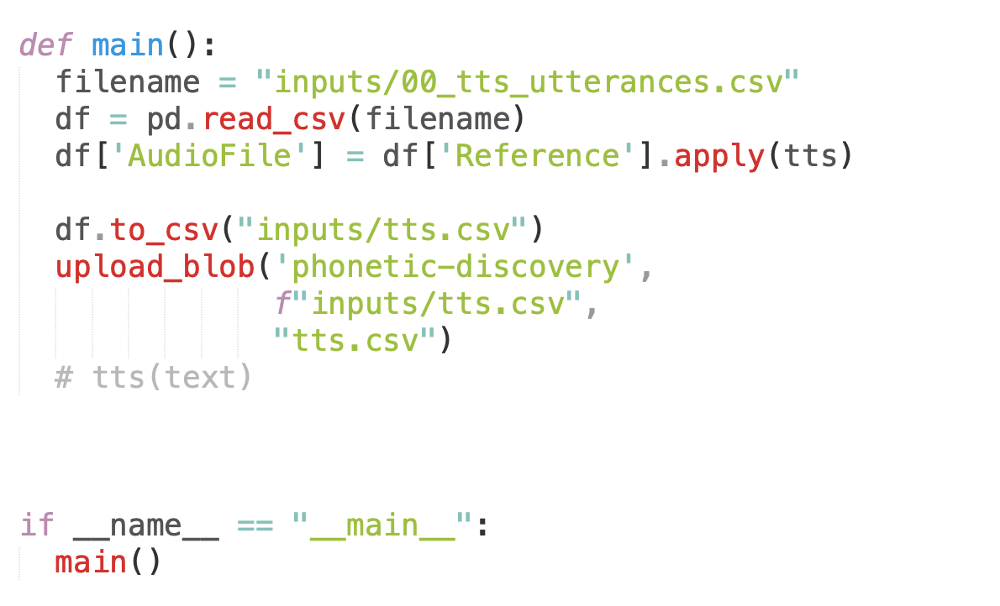 def main():
  filename = "inputs/00_tts_utterances.csv"
  df = pd.read_csv(filename)
  df['AudioFile'] = df['Reference'].apply(tts)
  df.to_csv("inputs/tts.csv")
  upload_blob('phonetic-discovery',
              f"inputs/tts.csv",
              "tts.csv")
  # tts(text)
if __name__ == "__main__":
  main()